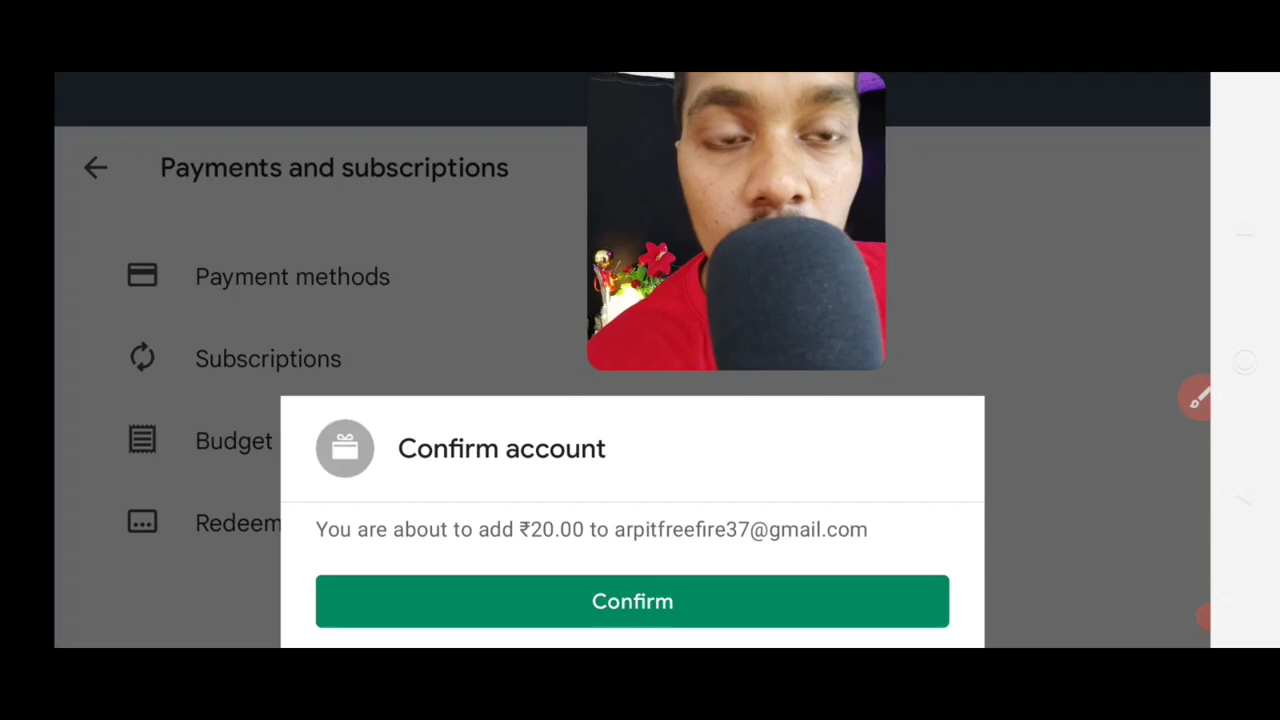 Payments and subscriptions
Payment methods
Subscriptions
Budget
Redeem
Confirm account
You are about to add ₹20.00 to arpitfreefire37@gmail.com
Confirm